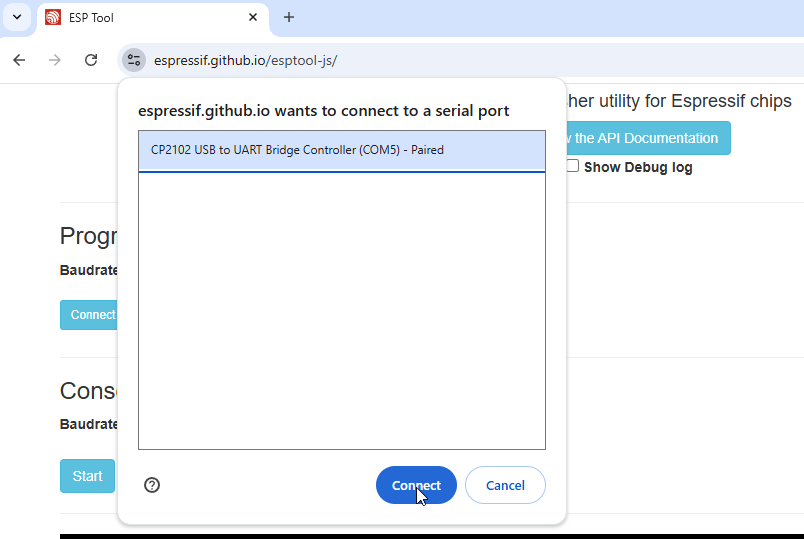 ESP Tool
espressif.github.io/esptool-js/
espressif.github.io wants to connect to a serial port
CP2102 USB to UART Bridge Controller (COM5) - Paired
Connect
Cancel
her utility for Espressif chips
the API Documentation
Show Debug log
Baudrate
Connect
Baudrate
Start